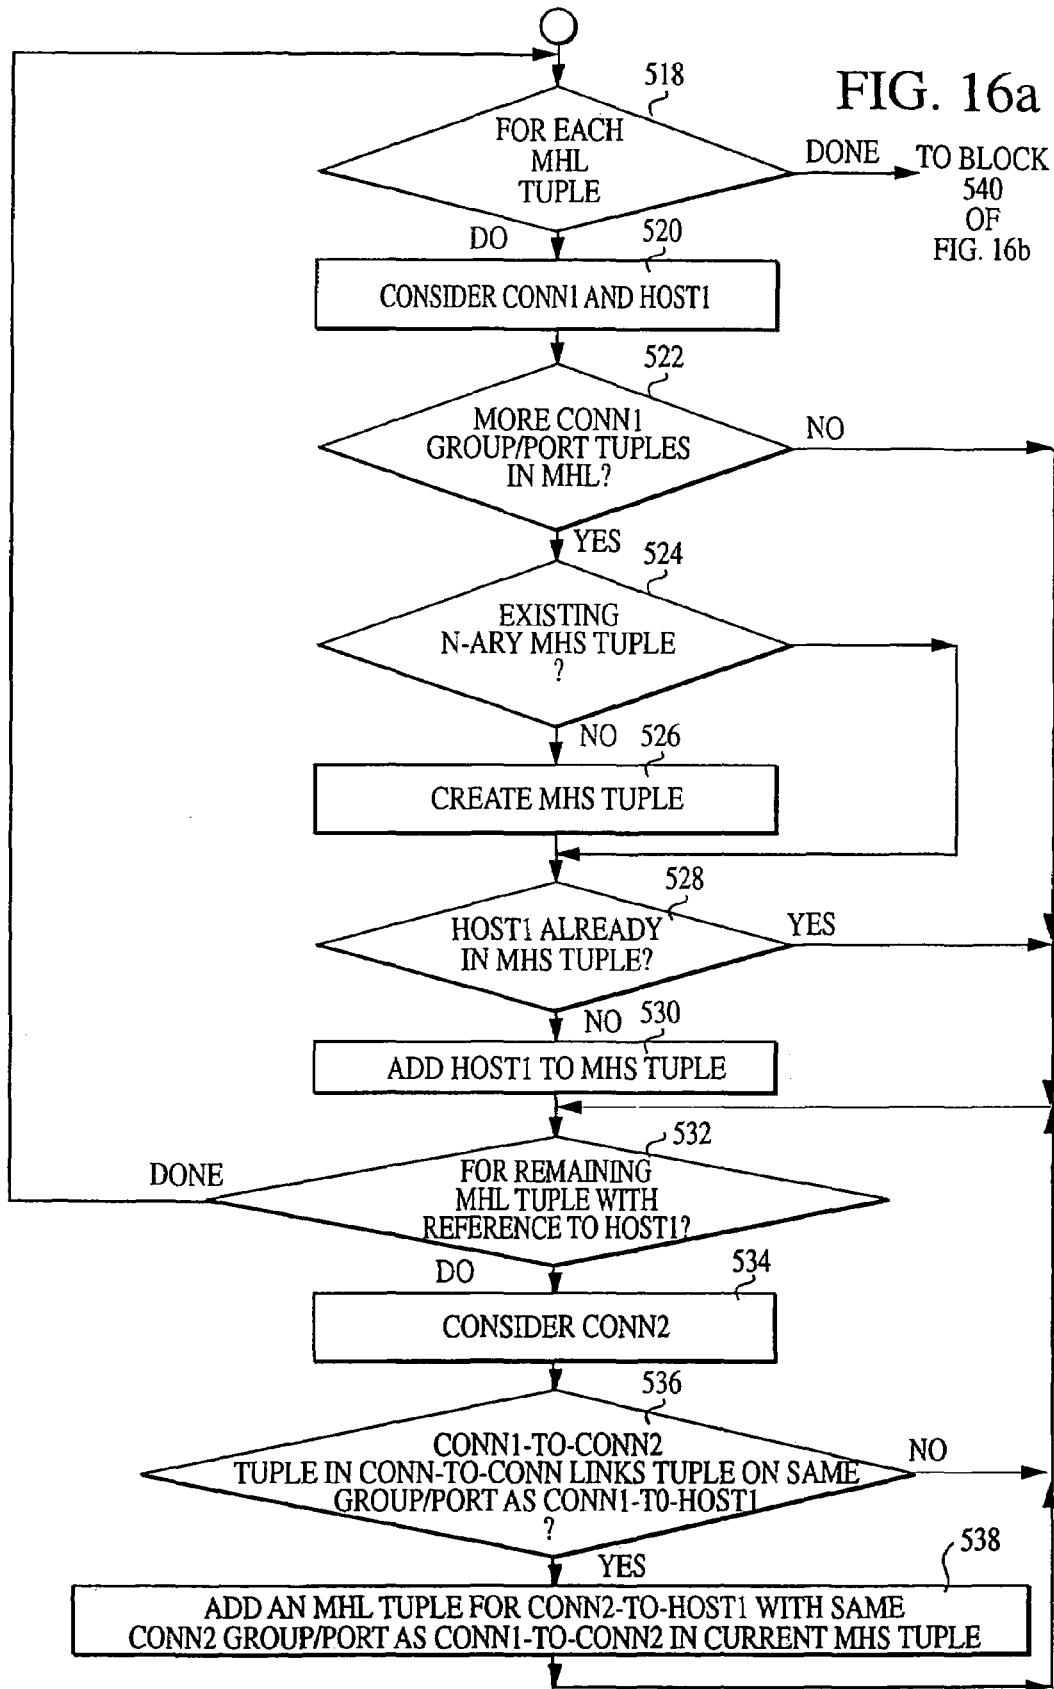 FIG. 16a
518
FOR EACH
MHL
TUPLE
DONE
TO BLOCK
540
OF
FIG. 16b
DO
520
CONSIDER CONN1 AND HOST1
522
MORE CONN1
GROUP/PORT TUPLES
IN MHL?
NO
YES
524
EXISTING
N-ARY MHS TUPLE
?
NO
526
CREATE MHS TUPLE
528
HOST1 ALREADY
IN MHS TUPLE?
YES
NO
530
ADD HOST1 TO MHS TUPLE
532
DONE
FOR REMAINING
MHL TUPLE WITH
REFERENCE TO HOST1?
DO
534
CONSIDER CONN2
536
CONN1-TO-CONN2
TUPLE IN CONN-TO-CONN LINKS TUPLE ON SAME
GROUP/PORT AS CONN1-T0-HOST1
?
NO
YES
538
ADD AN MHL TUPLE FOR CONN2-TO-HOST1 WITH SAME
CONN2 GROUP/PORT AS CONN1-TO-CONN2 IN CURRENT MHS TUPLE